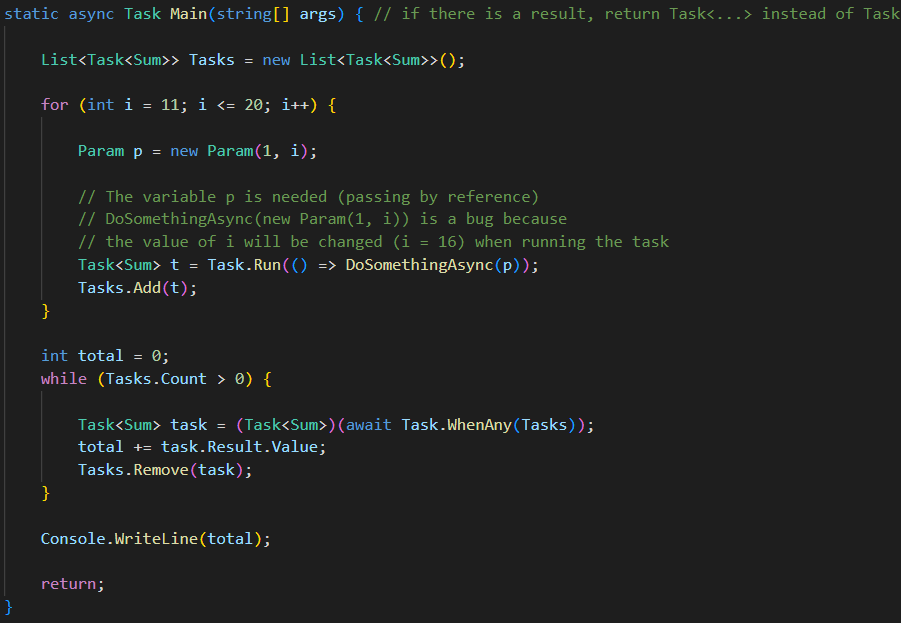 static async Task Main(string[] args) { // if there is a result, return Task<...> instead of Task
List<Task<Sum>> Tasks = new List<Task<Sum>>();
for (int i = 11; i <= 20; i++) {
Param p = new Param(1, i);
// The variable p is needed (passing by reference)
// DoSomethingAsync(new Param(1, i)) is a bug because
// the value of i will be changed (i = 16) when running the task
Task<Sum> t = Task.Run(() => DoSomethingAsync(p));
Tasks.Add(t);
}
int total = 0;
while (Tasks.Count > 0) {
Task<Sum> task = (Task<Sum>)(await Task.WhenAny(Tasks));
total += task.Result.Value;
Tasks.Remove(task);
}
Console.WriteLine(total);
return;
}